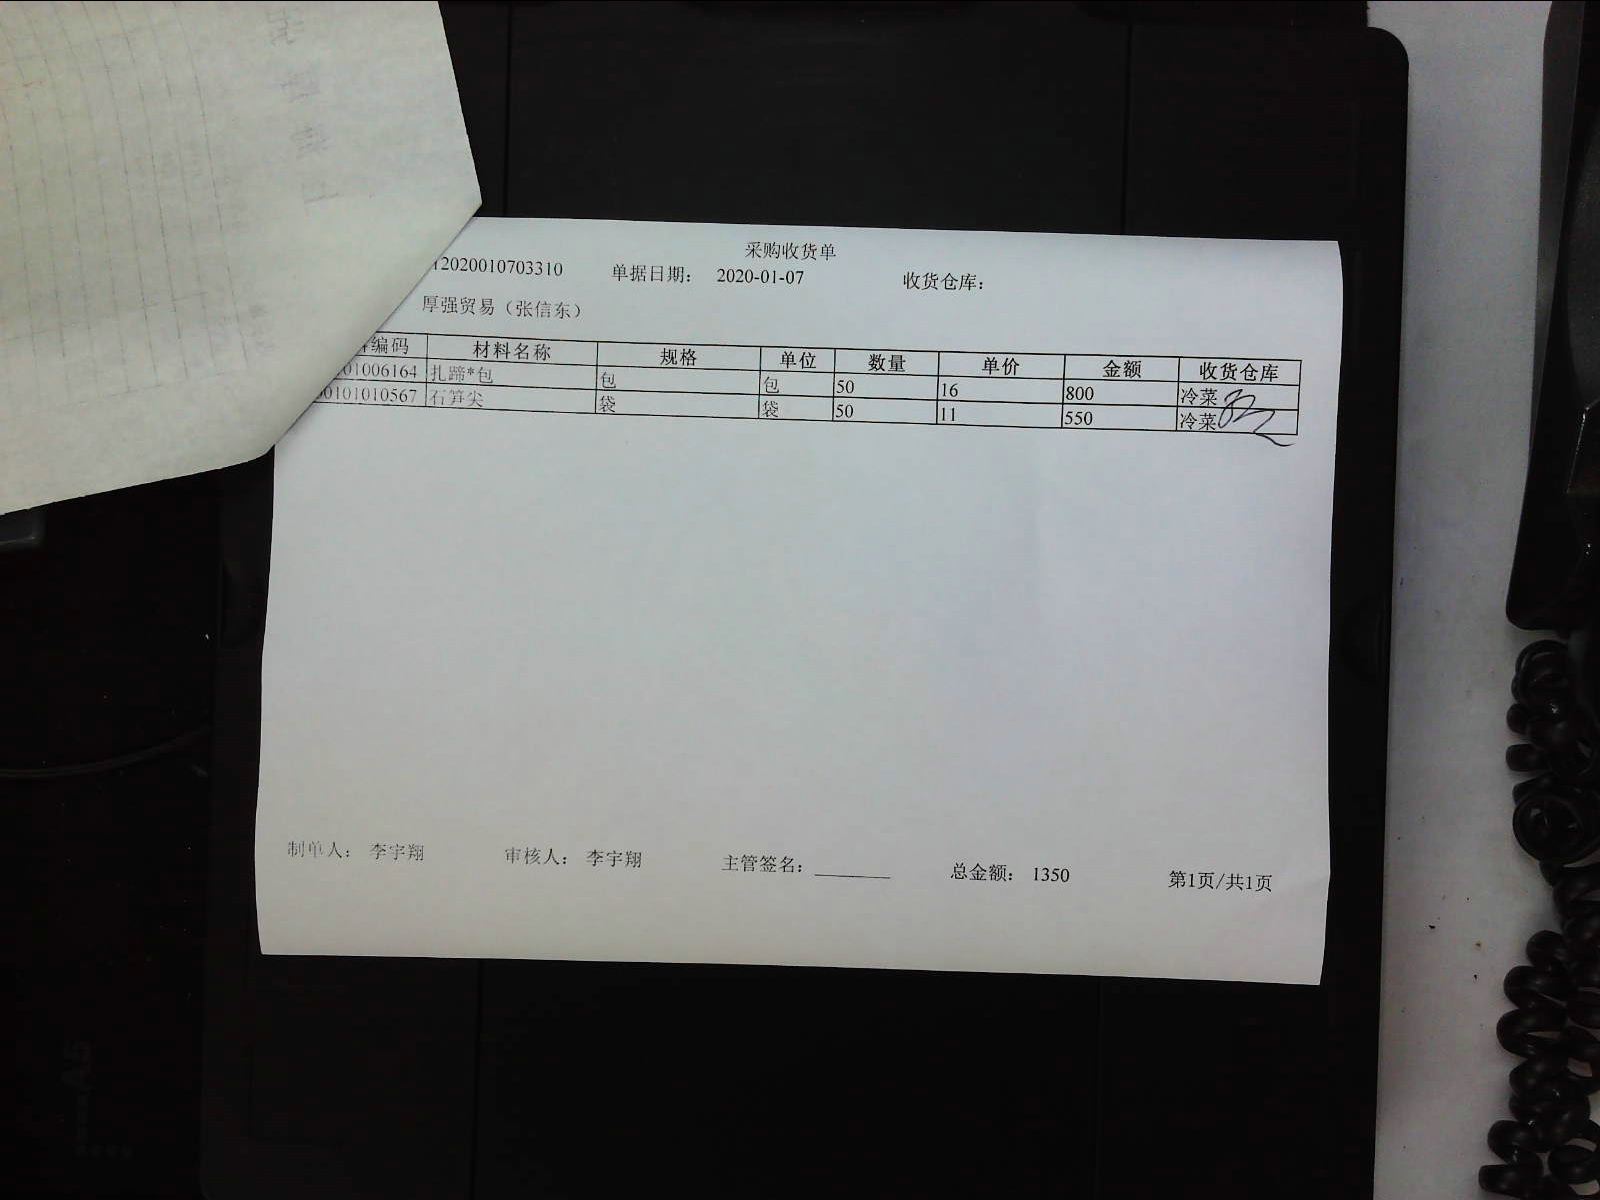 采购收货单
12020010703310 单据日期： 2020-01-07 收货仓库：
厚强贸易（张信东）
编码 材料名称 规格 单位 数量 单价 金额 收货仓库
01006164 扎蹄*包 包 包 50 16 800 冷菜
0101010567 石笋尖 袋 袋 50 11 550 冷菜
制单人： 李宇翔 审核人： 李宇翔 主管签名： 总金额： 1350 第1页/共1页